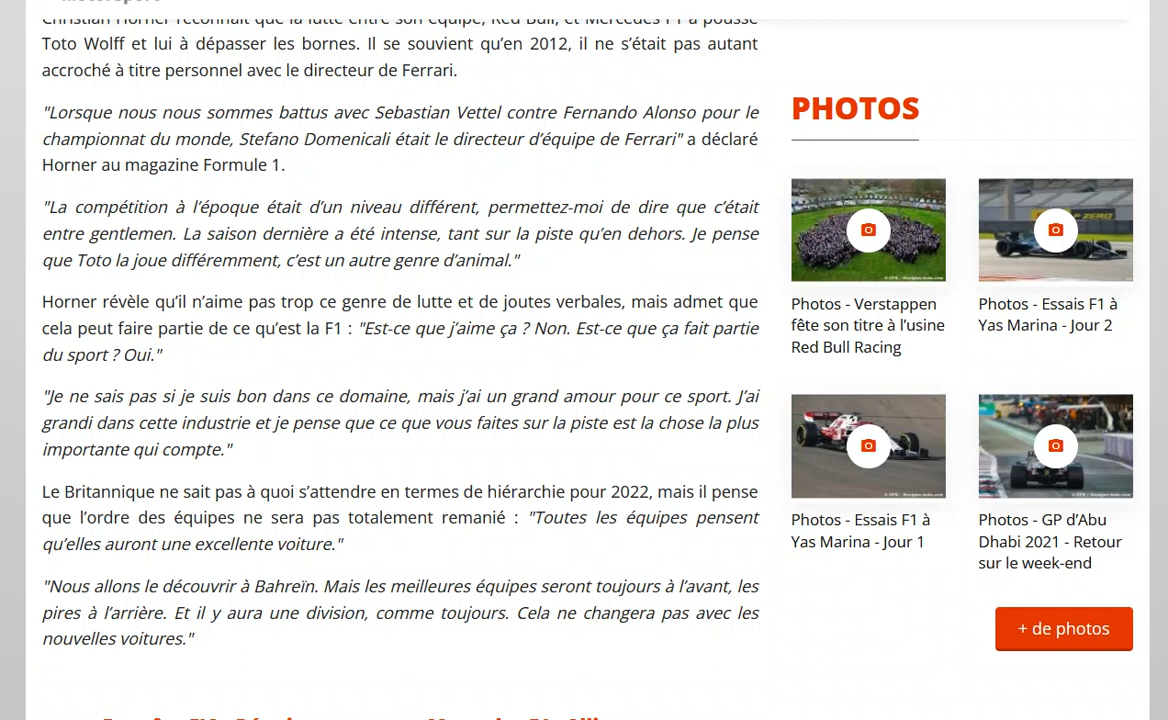 Christian Horner reconnaît que la lutte entre son équipe, Red Bull, et Mercedes F1 a poussé
Toto Wolff et lui à dépasser les bornes. Il se souvient qu’en 2012, il ne s’était pas autant
accroché à titre personnel avec le directeur de Ferrari.
"Lorsque nous nous sommes battus avec Sebastian Vettel contre Fernando Alonso pour le
championnat du monde, Stefano Domenicali était le directeur d’équipe de Ferrari" a déclaré
Horner au magazine Formule 1.
"La compétition à l’époque était d’un niveau différent, permettez-moi de dire que c’était
entre gentlemen. La saison dernière a été intense, tant sur la piste qu’en dehors. Je pense
que Toto la joue différemment, c’est un autre genre d’animal."
Horner révèle qu’il n’aime pas trop ce genre de lutte et de joutes verbales, mais admet que
cela peut faire partie de ce qu’est la F1 : "Est-ce que j’aime ça ? Non. Est-ce que ça fait partie
du sport ? Oui."
"Je ne sais pas si je suis bon dans ce domaine, mais j’ai un grand amour pour ce sport. J’ai
grandi dans cette industrie et je pense que ce que vous faites sur la piste est la chose la plus
importante qui compte."
Le Britannique ne sait pas à quoi s’attendre en termes de hiérarchie pour 2022, mais il pense
que l’ordre des équipes ne sera pas totalement remanié : "Toutes les équipes pensent
qu’elles auront une excellente voiture."
"Nous allons le découvrir à Bahreïn. Mais les meilleures équipes seront toujours à l’avant, les
pires à l’arrière. Et il y aura une division, comme toujours. Cela ne changera pas avec les
nouvelles voitures."
PHOTOS
P ZERO
Photos - Verstappen
fête son titre à l’usine
Red Bull Racing
Photos - Essais F1 à
Yas Marina - Jour 2
Photos - Essais F1 à
Yas Marina - Jour 1
Photos - GP d’Abu
Dhabi 2021 - Retour
sur le week-end
+ de photos